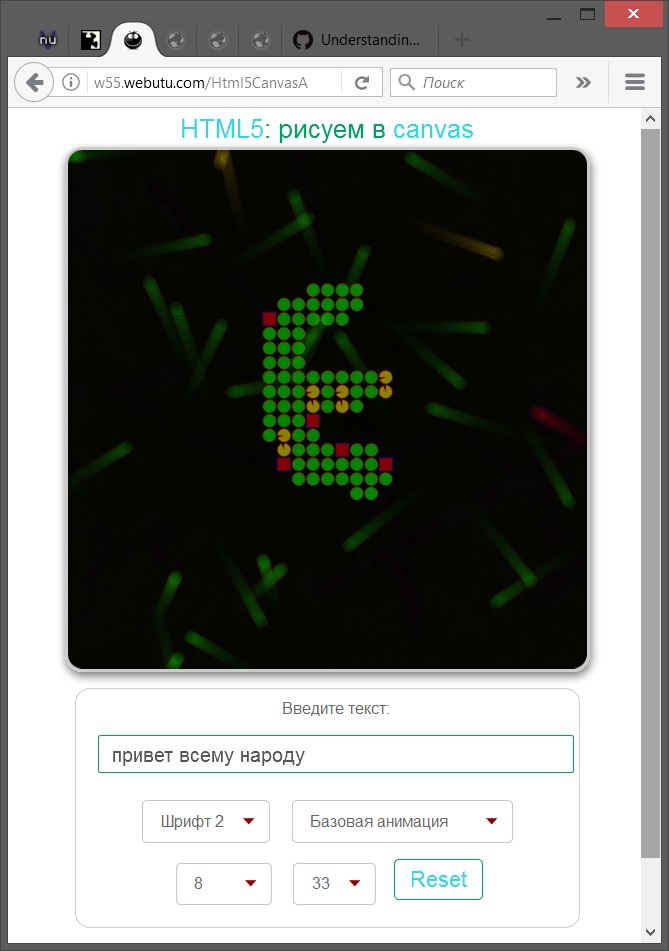 nu
Understandin...
w55.webutu.com/Html5CanvasA
Поиск
HTML5: рисуем в canvas
Введите текст:
привет всему народу
Шрифт 2
Базовая анимация
8
33
Reset